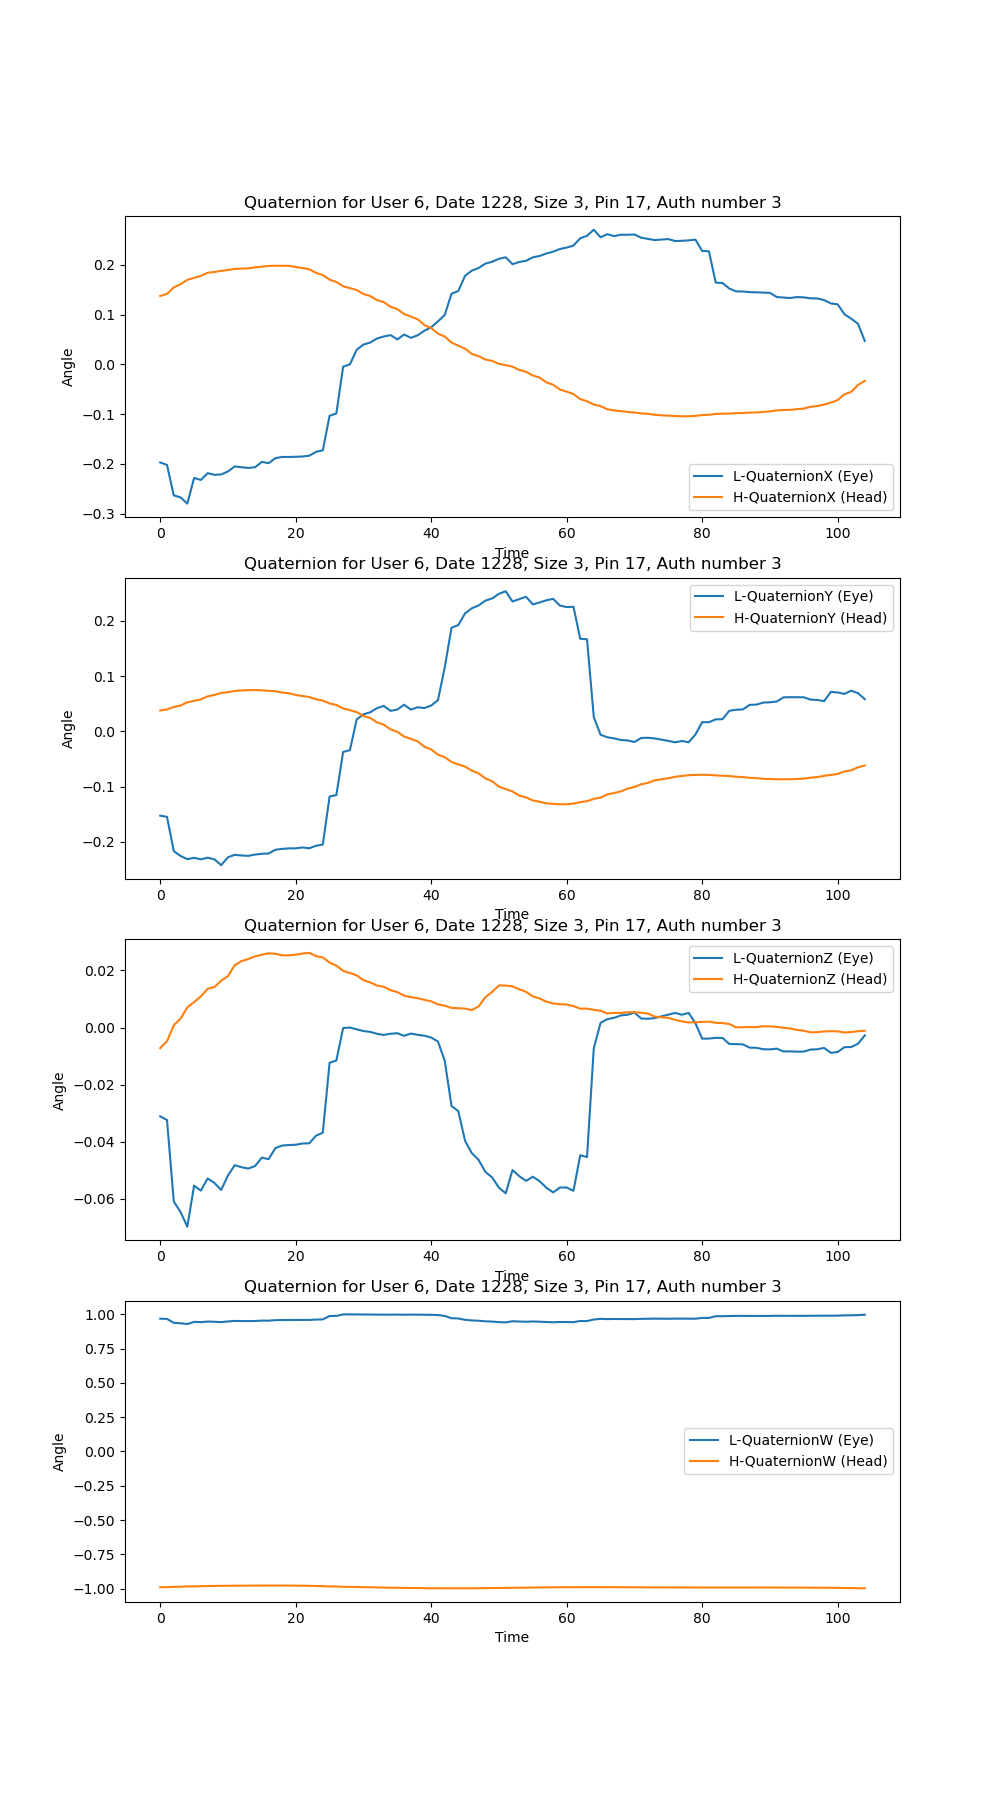 Quaternion for User 6, Date 1228, Size 3, Pin 17, Auth number 3
0.2
0.1
0.0
−0.1
−0.2
−0.3
Angle
L-QuaternionX (Eye)
H-QuaternionX (Head)
0 20 40 60 80 100
Time
Quaternion for User 6, Date 1228, Size 3, Pin 17, Auth number 3
0.2
0.1
0.0
−0.1
−0.2
Angle
L-QuaternionY (Eye)
H-QuaternionY (Head)
0 20 40 60 80 100
Time
Quaternion for User 6, Date 1228, Size 3, Pin 17, Auth number 3
0.02
0.00
−0.02
−0.04
−0.06
Angle
L-QuaternionZ (Eye)
H-QuaternionZ (Head)
0 20 40 60 80 100
Time
Quaternion for User 6, Date 1228, Size 3, Pin 17, Auth number 3
1.00
0.75
0.50
0.25
0.00
−0.25
−0.50
−0.75
−1.00
Angle
L-QuaternionW (Eye)
H-QuaternionW (Head)
0 20 40 60 80 100
Time